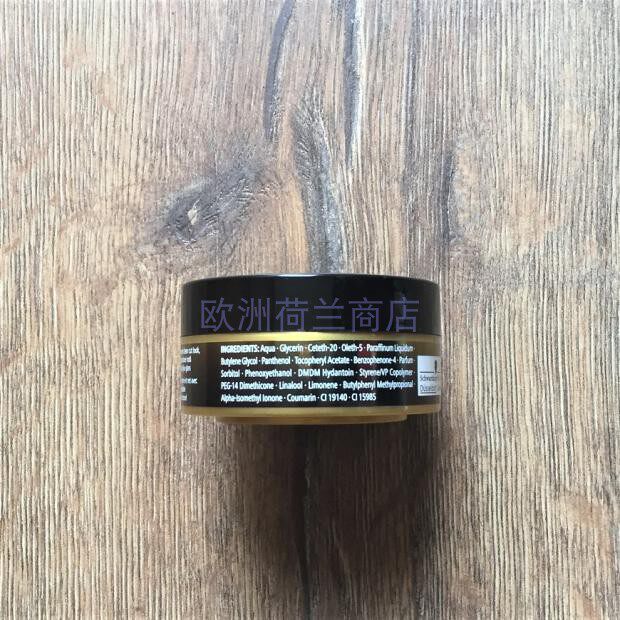 欧洲荷兰商店
INGREDIENTS: Aqua · Glycerin · Ceteth-20 · Oleth-5 · Paraffinum Liquidum
Butylene Glycol · Panthenol · Tocopheryl Acetate · Benzophenone-4 · Parfum
Sorbitol · Phenoxyethanol · DMDM Hydantoin · Styrene/VP Copolymer
PEG-14 Dimethicone · Linalool · Limonene · Butylphenyl Methylpropional
Alpha-Isomethyl Ionone · Coumarin · CI 19140 · CI 15985